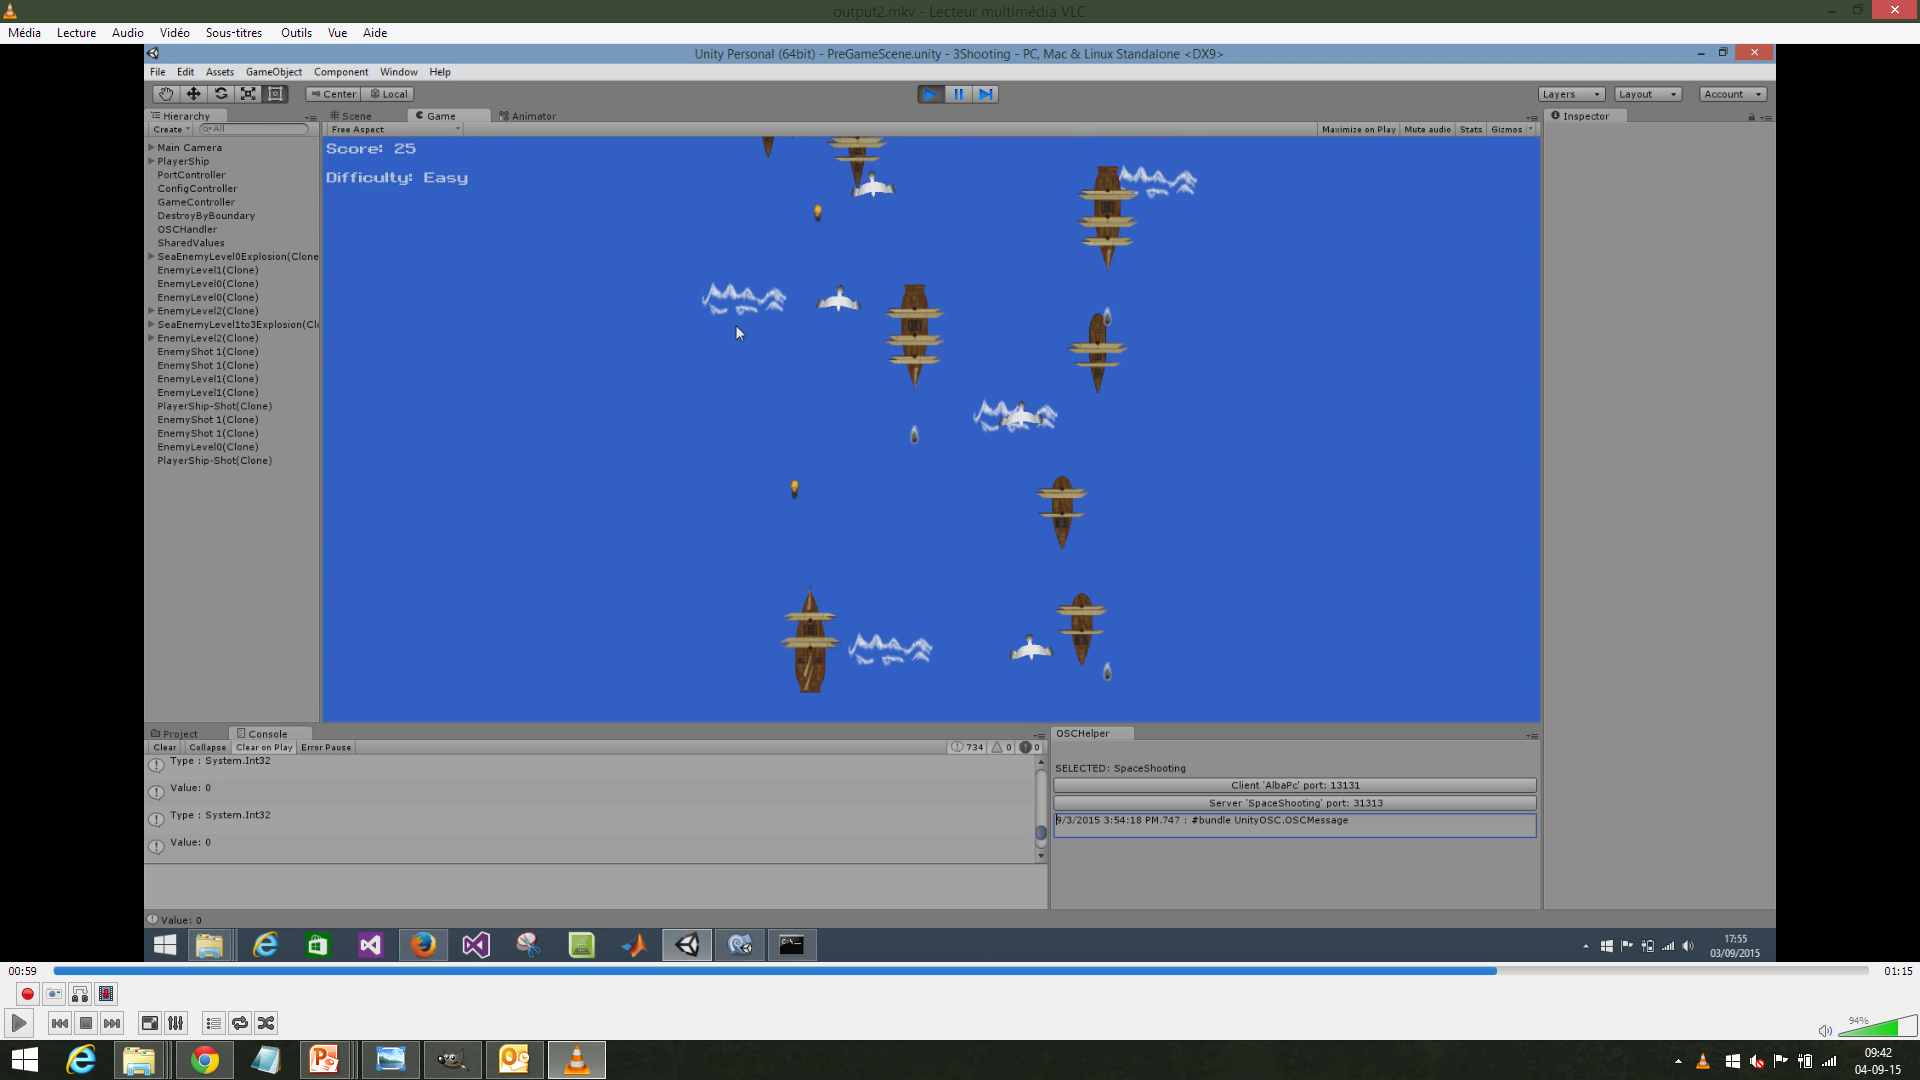 output2.mkv - Lecteur multimédia VLC
Média Lecture Audio Vidéo Sous-titres Outils Vue Aide
Unity Personal (64bit) - PreGameScene.unity - 3Shooting - PC, Mac & Linux Standalone <DX9>
File Edit Assets GameObject Component Window Help
Center Local Layers Layout Account
Hierarchy Scene Game Animator Inspector
Create All Free Aspect Maximize on Play Mute audio Stats Gizmos
Score: 25
Difficulty: Easy
Main Camera
PlayerShip
PortController
ConfigController
GameController
DestroyByBoundary
OSCHandler
SharedValues
SeaEnemyLevel0Explosion(Clone
EnemyLevel1(Clone)
EnemyLevel0(Clone)
EnemyLevel0(Clone)
EnemyLevel2(Clone)
SeaEnemyLevel1to3Explosion(Cl
EnemyLevel2(Clone)
EnemyShot 1(Clone)
EnemyShot 1(Clone)
EnemyLevel1(Clone)
EnemyLevel1(Clone)
PlayerShip-Shot(Clone)
EnemyShot 1(Clone)
EnemyShot 1(Clone)
EnemyLevel0(Clone)
PlayerShip-Shot(Clone)
Project Console
Clear Collapse Clear on Play Error Pause 734 0 0
Type : System.Int32
Value: 0
Type : System.Int32
Value: 0
Value: 0
OSCHelper
SELECTED: SpaceShooting
Client 'AlbaPc' port: 13131
Server 'SpaceShooting' port: 31313
9/3/2015 3:54:18 PM.747 : #bundle UnityOSC.OSCMessage
17:55
03/09/2015
00:59 01:15
94%
09:42
04-09-15